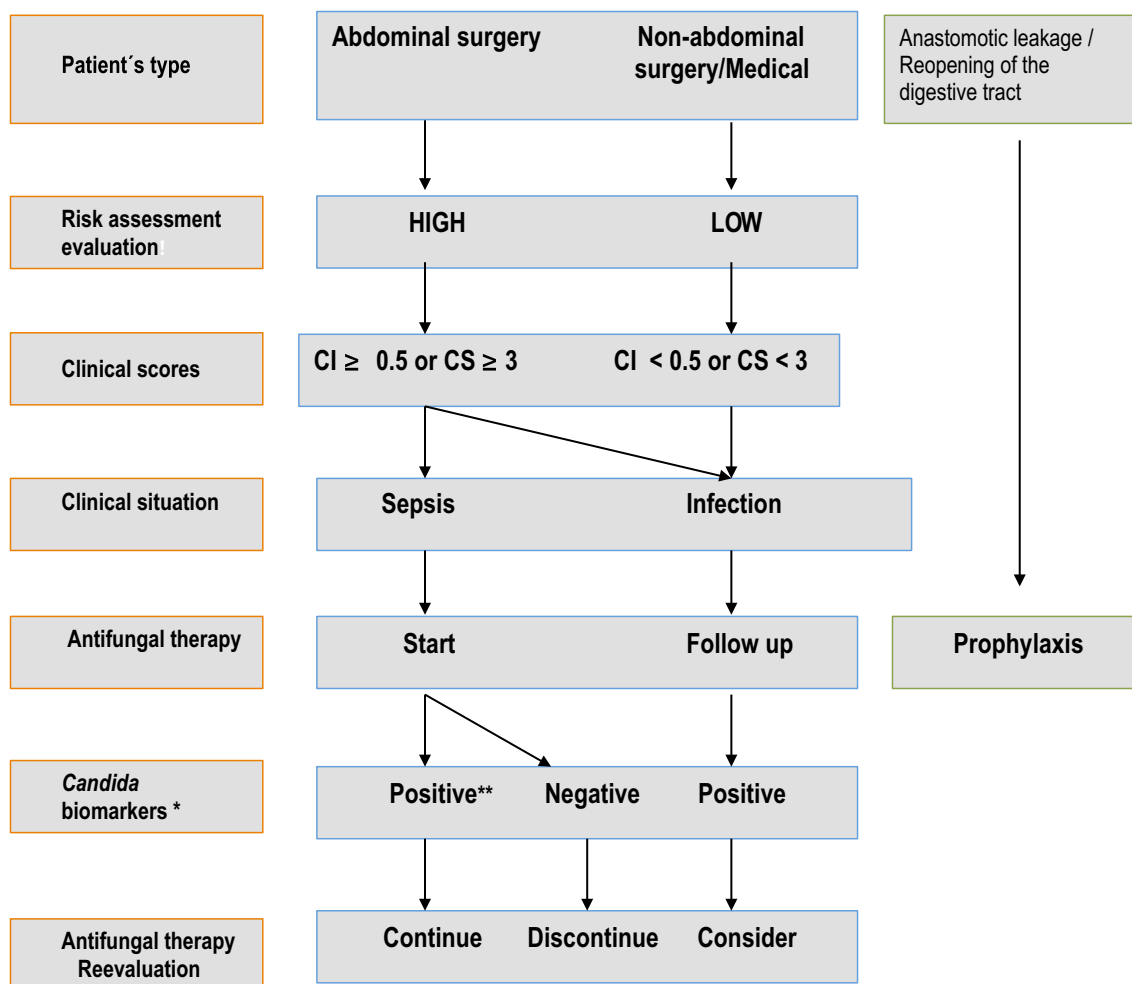 Patient´s type
Abdominal surgery
Non-abdominal
surgery/Medical
Anastomotic leakage /
Reopening of the
digestive tract
Risk assessment
evaluation!
HIGH
LOW
Clinical scores
CI ≥ 0.5 or CS ≥ 3
CI < 0.5 or CS < 3
Clinical situation
Sepsis
Infection
Antifungal therapy
Start
Follow up
Prophylaxis
Candida
biomarkers *
Positive**
Negative
Positive
Antifungal therapy
Reevaluation
Continue
Discontinue
Consider